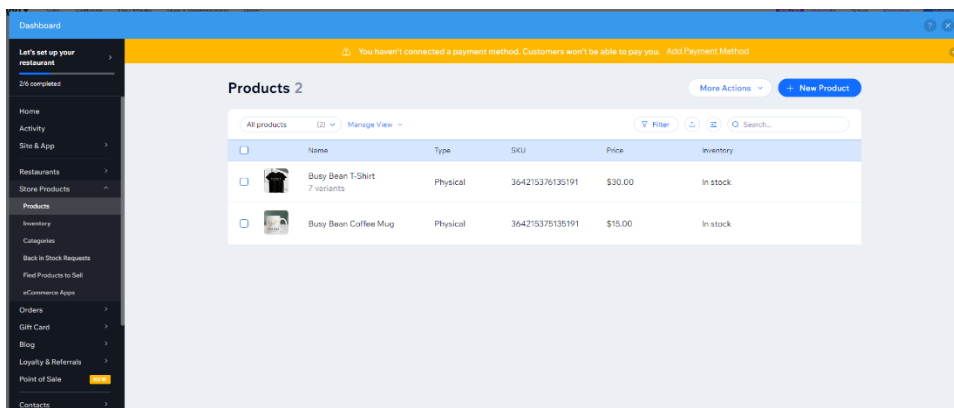 Dashboard
Let's set up your
restaurant
2/6 completed
Home
Activity
Site & App
Restaurants
Store Products
Products
Inventory
Categories
Back in Stock Requests
Find Products to Sell
eCommerce Apps
Orders
Gift Card
Blog
Loyalty & Referrals
Point of Sale NEW
Contacts
You haven't connected a payment method. Customers won't be able to pay you. Add Payment Method
Products 2
More Actions
+ New Product
All products (2) Manage View
Filter
Search...
Name Type SKU Price Inventory
Busy Bean T-Shirt Physical 364215376135191 $30.00 In stock
7 variants
Busy Bean Coffee Mug Physical 364215375135191 $15.00 In stock